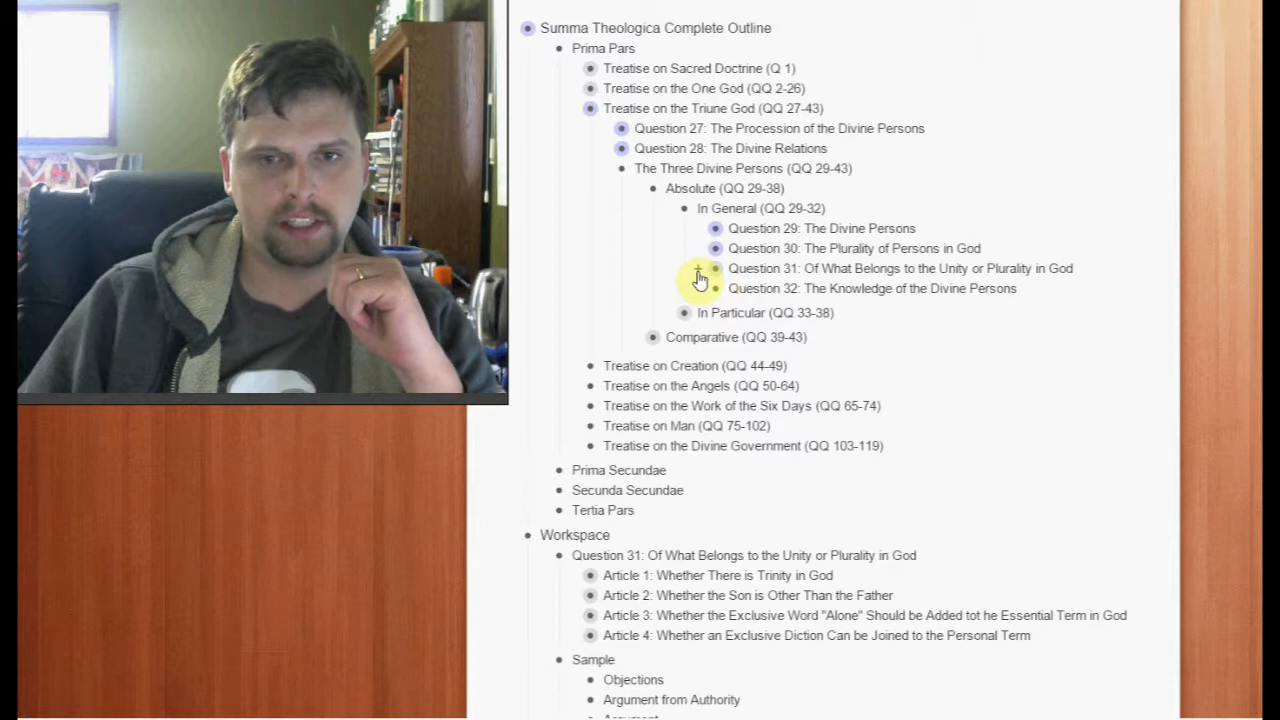 Summa Theologica Complete Outline
Prima Pars
Treatise on Sacred Doctrine (Q 1)
Treatise on the One God (QQ 2-26)
Treatise on the Triune God (QQ 27-43)
Question 27: The Procession of the Divine Persons
Question 28: The Divine Relations
The Three Divine Persons (QQ 29-43)
Absolute (QQ 29-38)
In General (QQ 29-32)
Question 29: The Divine Persons
Question 30: The Plurality of Persons in God
Question 31: Of What Belongs to the Unity or Plurality in God
Question 32: The Knowledge of the Divine Persons
In Particular (QQ 33-38)
Comparative (QQ 39-43)
Treatise on Creation (QQ 44-49)
Treatise on the Angels (QQ 50-64)
Treatise on the Work of the Six Days (QQ 65-74)
Treatise on Man (QQ 75-102)
Treatise on the Divine Government (QQ 103-119)
Prima Secundae
Secunda Secundae
Tertia Pars
Workspace
Question 31: Of What Belongs to the Unity or Plurality in God
Article 1: Whether There is Trinity in God
Article 2: Whether the Son is Other Than the Father
Article 3: Whether the Exclusive Word "Alone" Should be Added tot he Essential Term in God
Article 4: Whether an Exclusive Diction Can be Joined to the Personal Term
Sample
Objections
Argument from Authority